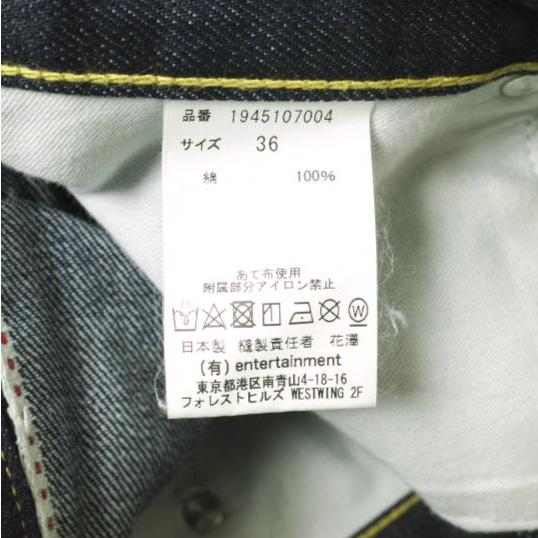 品番 1945107004
サイズ 36
綿 100%
あて布使用
附属部分アイロン禁止
W
日本製 縫製責任者 花澤
(有) entertainment
東京都港区南青山4-18-16
フォレストヒルズ WESTWING 2F